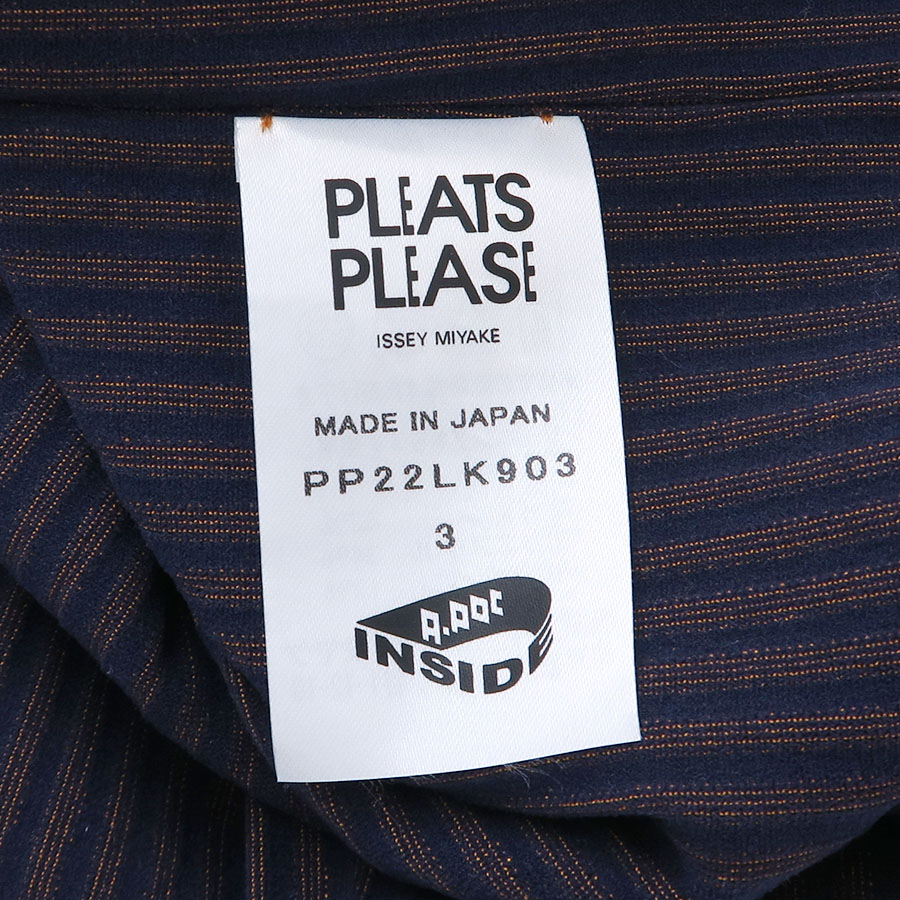 PLEATS
PLEASE
ISSEY MIYAKE
MADE IN JAPAN
PP22LK903
3
A.POC
INSIDE